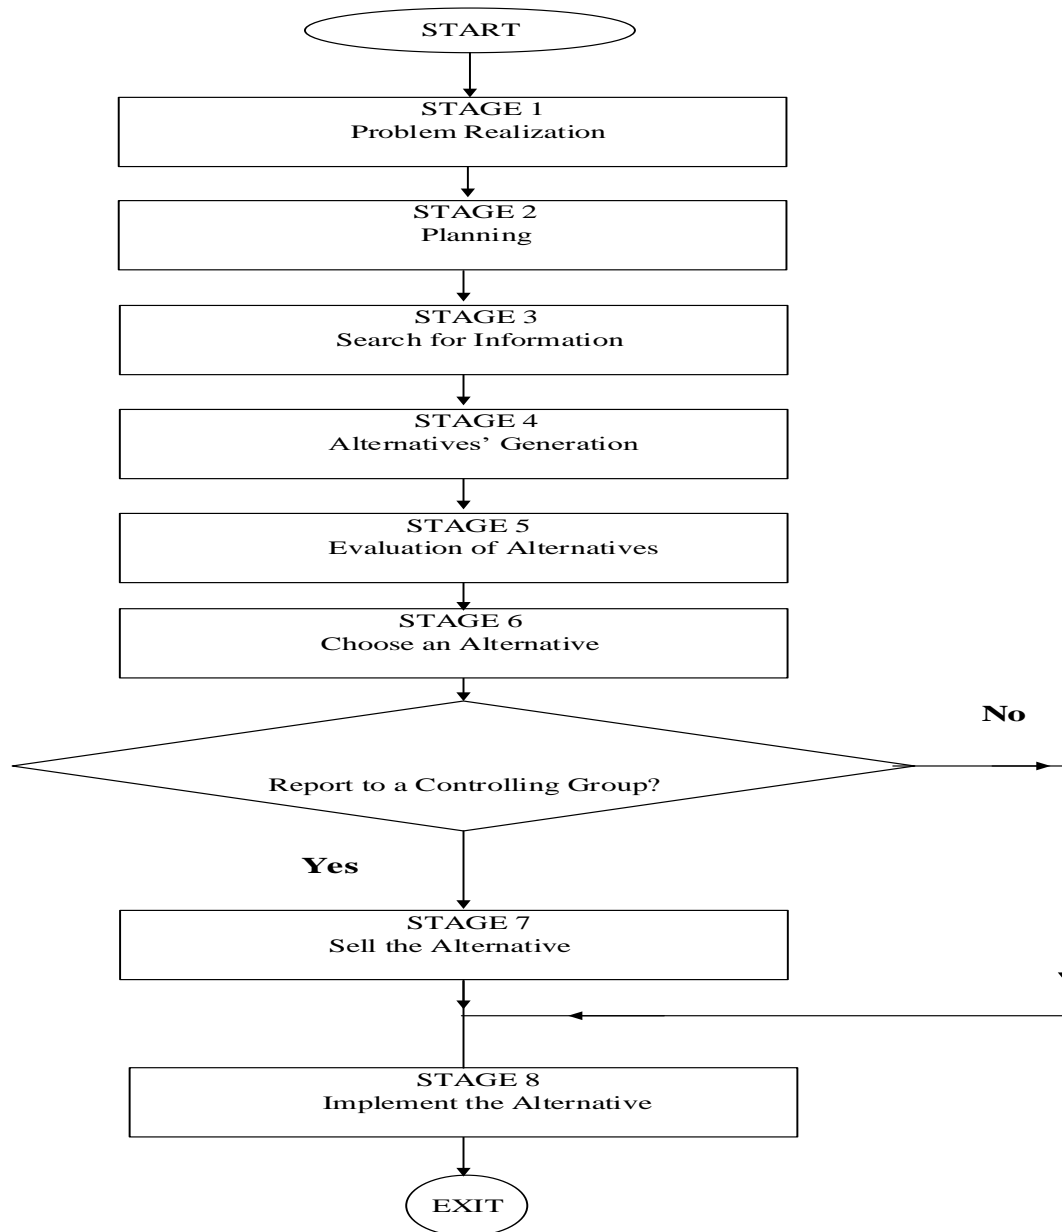 START
STAGE 1
Problem Realization
STAGE 2
Planning
STAGE 3
Search for Information
STAGE 4
Alternatives’ Generation
STAGE 5
Evaluation of Alternatives
STAGE 6
Choose an Alternative
No
Report to a Controlling Group?
Yes
STAGE 7
Sell the Alternative
STAGE 8
Implement the Alternative
EXIT